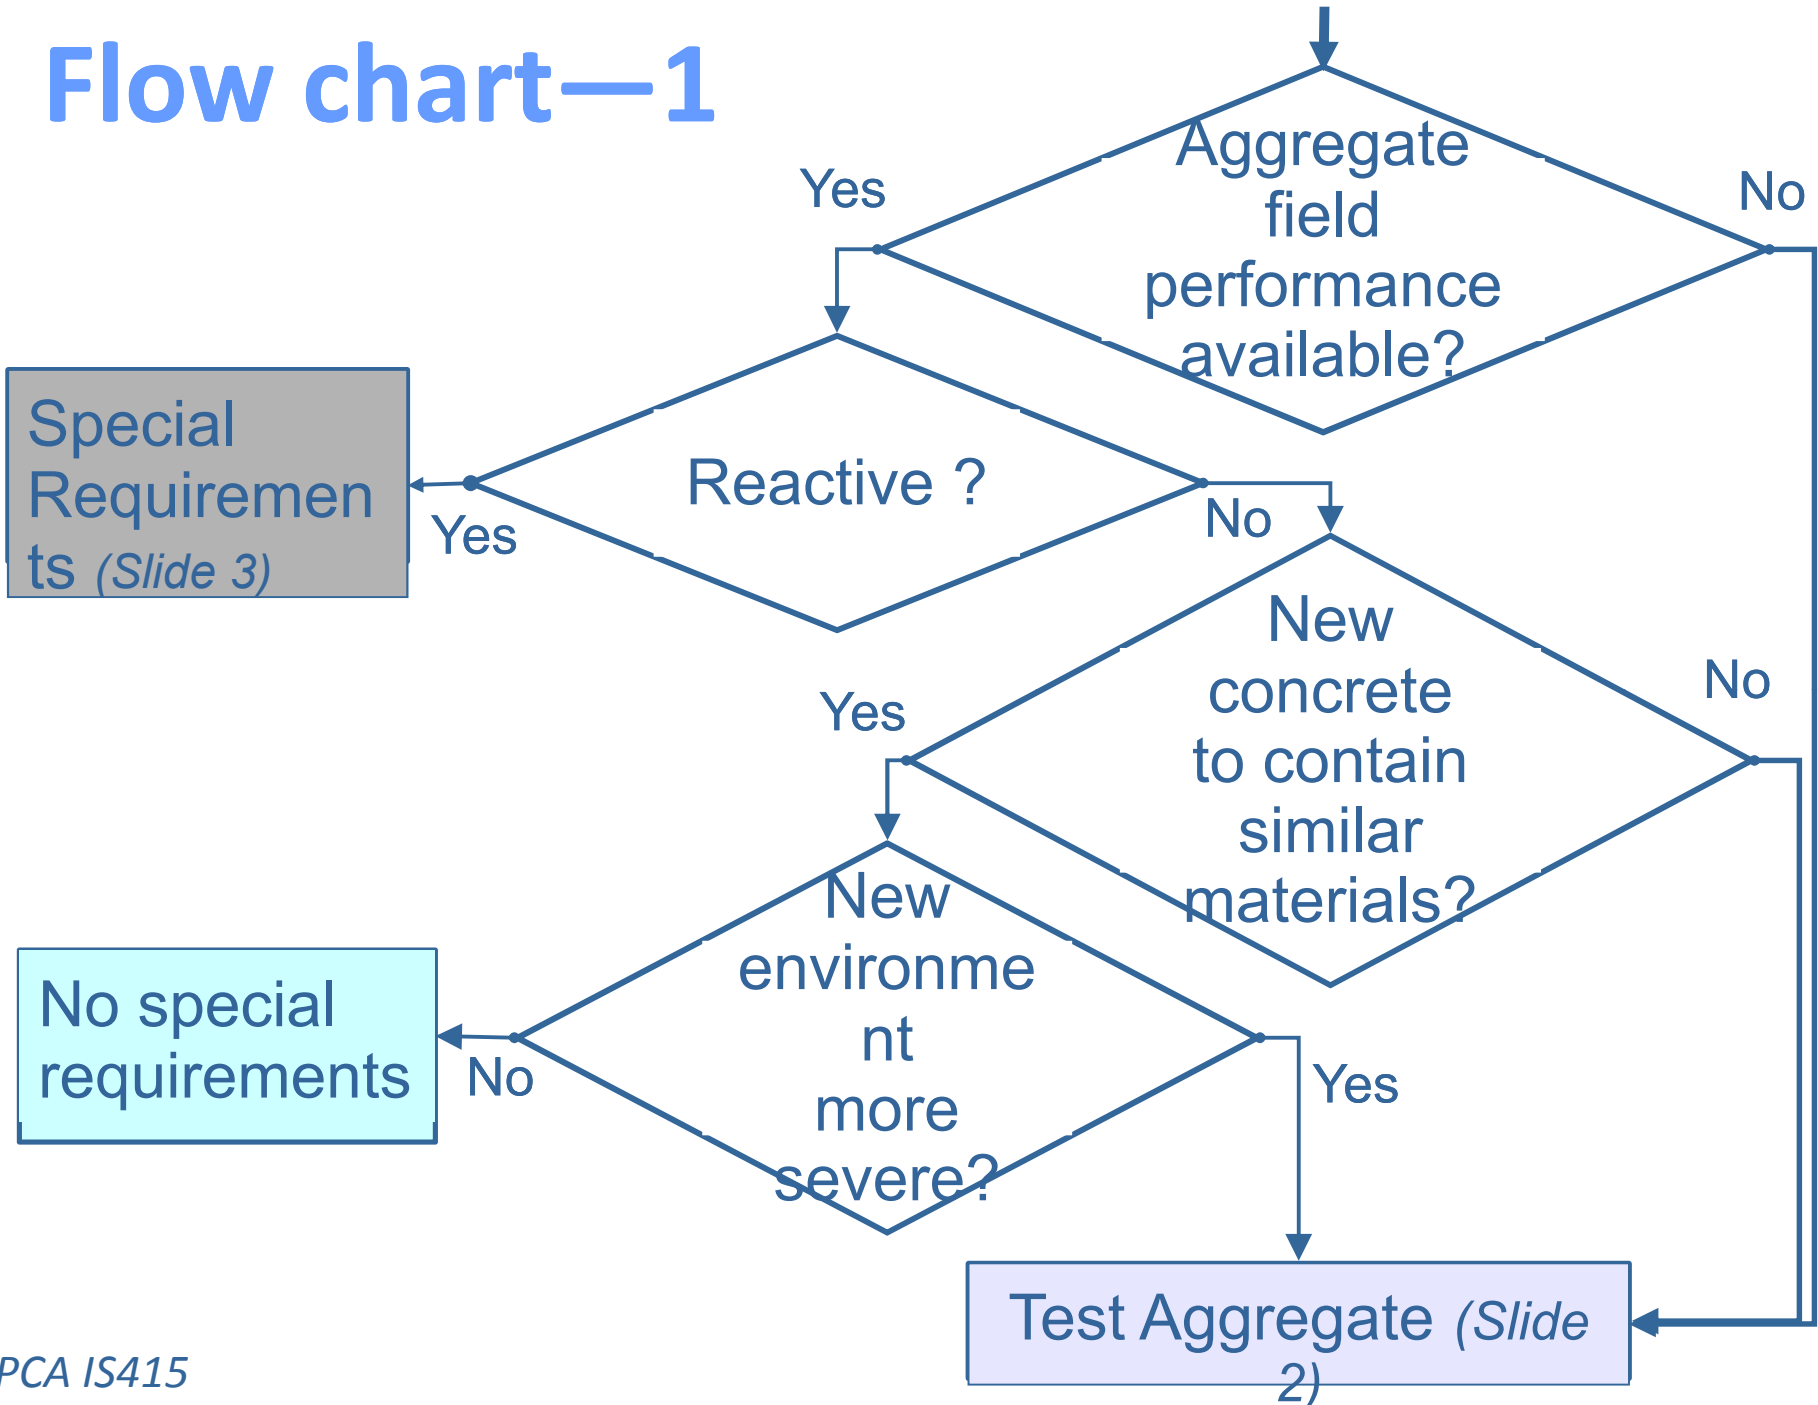 Flow chart—1
Aggregate
field
performance
available?
Yes
No
Special
Requiremen
ts (Slide 3)
Reactive ?
Yes
No
New
concrete
to contain
similar
materials?
Yes
No
New
environme
nt
more
severe?
No special
requirements
No
Yes
Test Aggregate (Slide
2)
PCA IS415